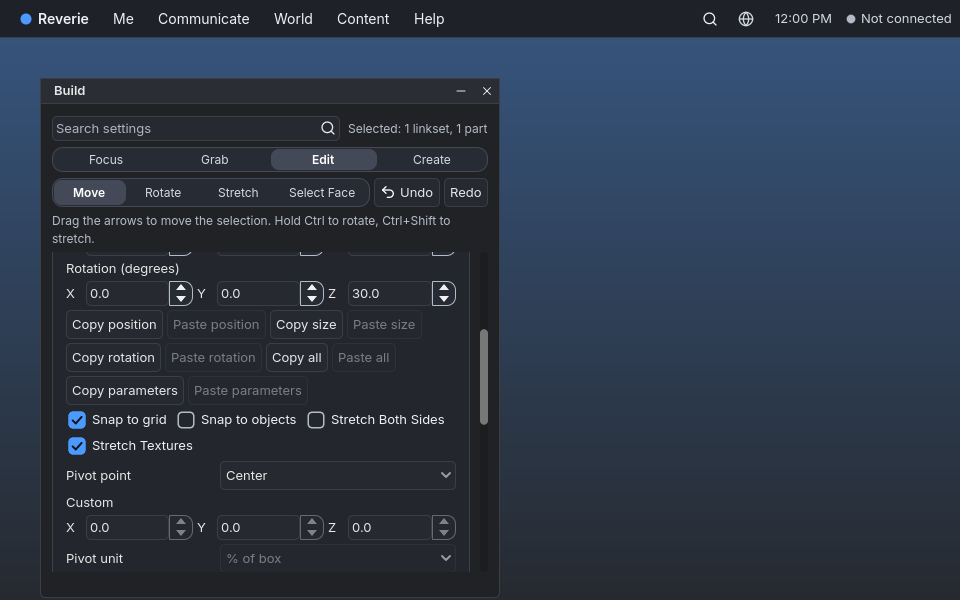 Reverie Me Communicate World Content Help 12:00 PM Not connected
Build
Search settings Selected: 1 linkset, 1 part
Focus Grab Edit Create
Move Rotate Stretch Select Face Undo Redo
Drag the arrows to move the selection. Hold Ctrl to rotate, Ctrl+Shift to
stretch.
Rotation (degrees)
X 0.0 Y 0.0 Z 30.0
Copy position Paste position Copy size Paste size
Copy rotation Paste rotation Copy all Paste all
Copy parameters Paste parameters
Snap to grid Snap to objects Stretch Both Sides
Stretch Textures
Pivot point Center
Custom
X 0.0 Y 0.0 Z 0.0
Pivot unit % of box